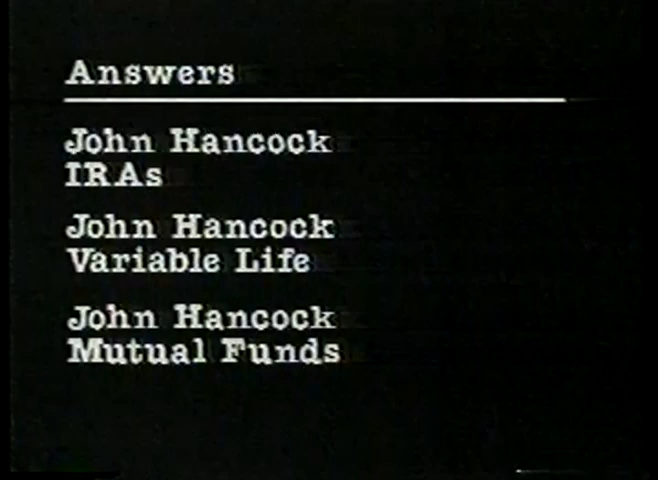 Answers
John Hancock
IRAs
John Hancock
Variable Life
John Hancock
Mutual Funds